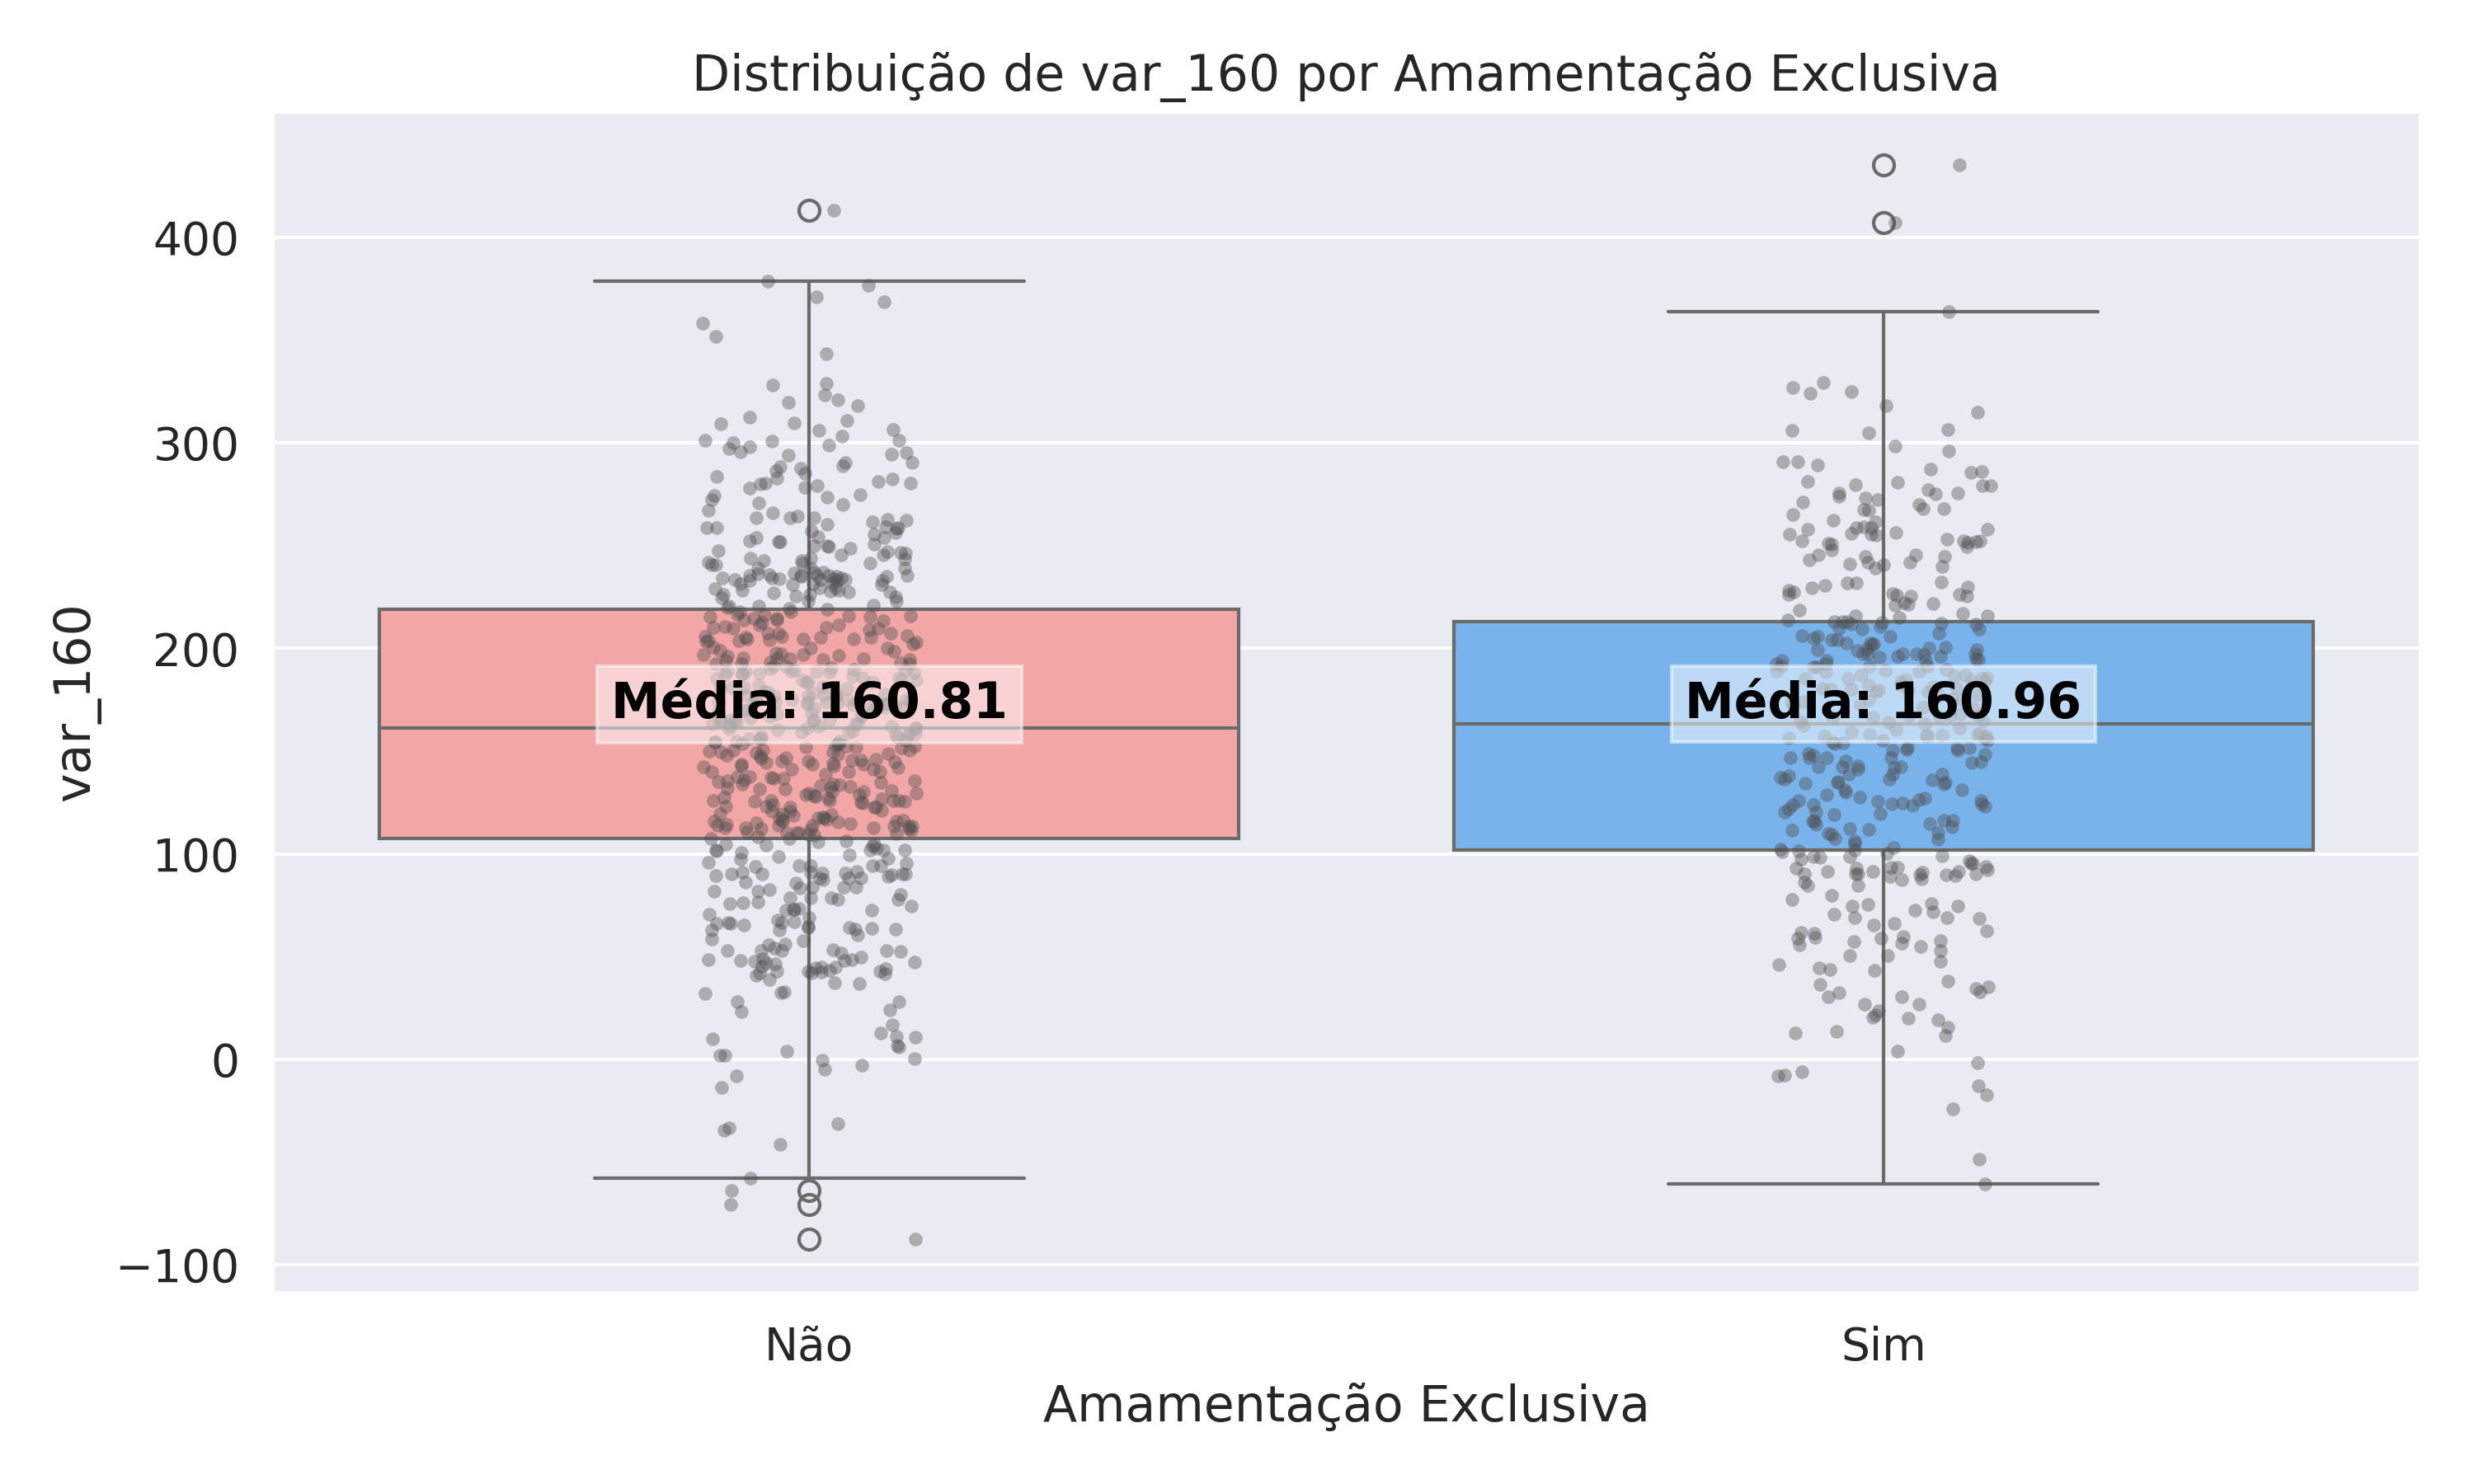 Distribuição de var_160 por Amamentação Exclusiva
var_160
400
300
200
100
0
−100
Média: 160.81
Média: 160.96
Não
Sim
Amamentação Exclusiva